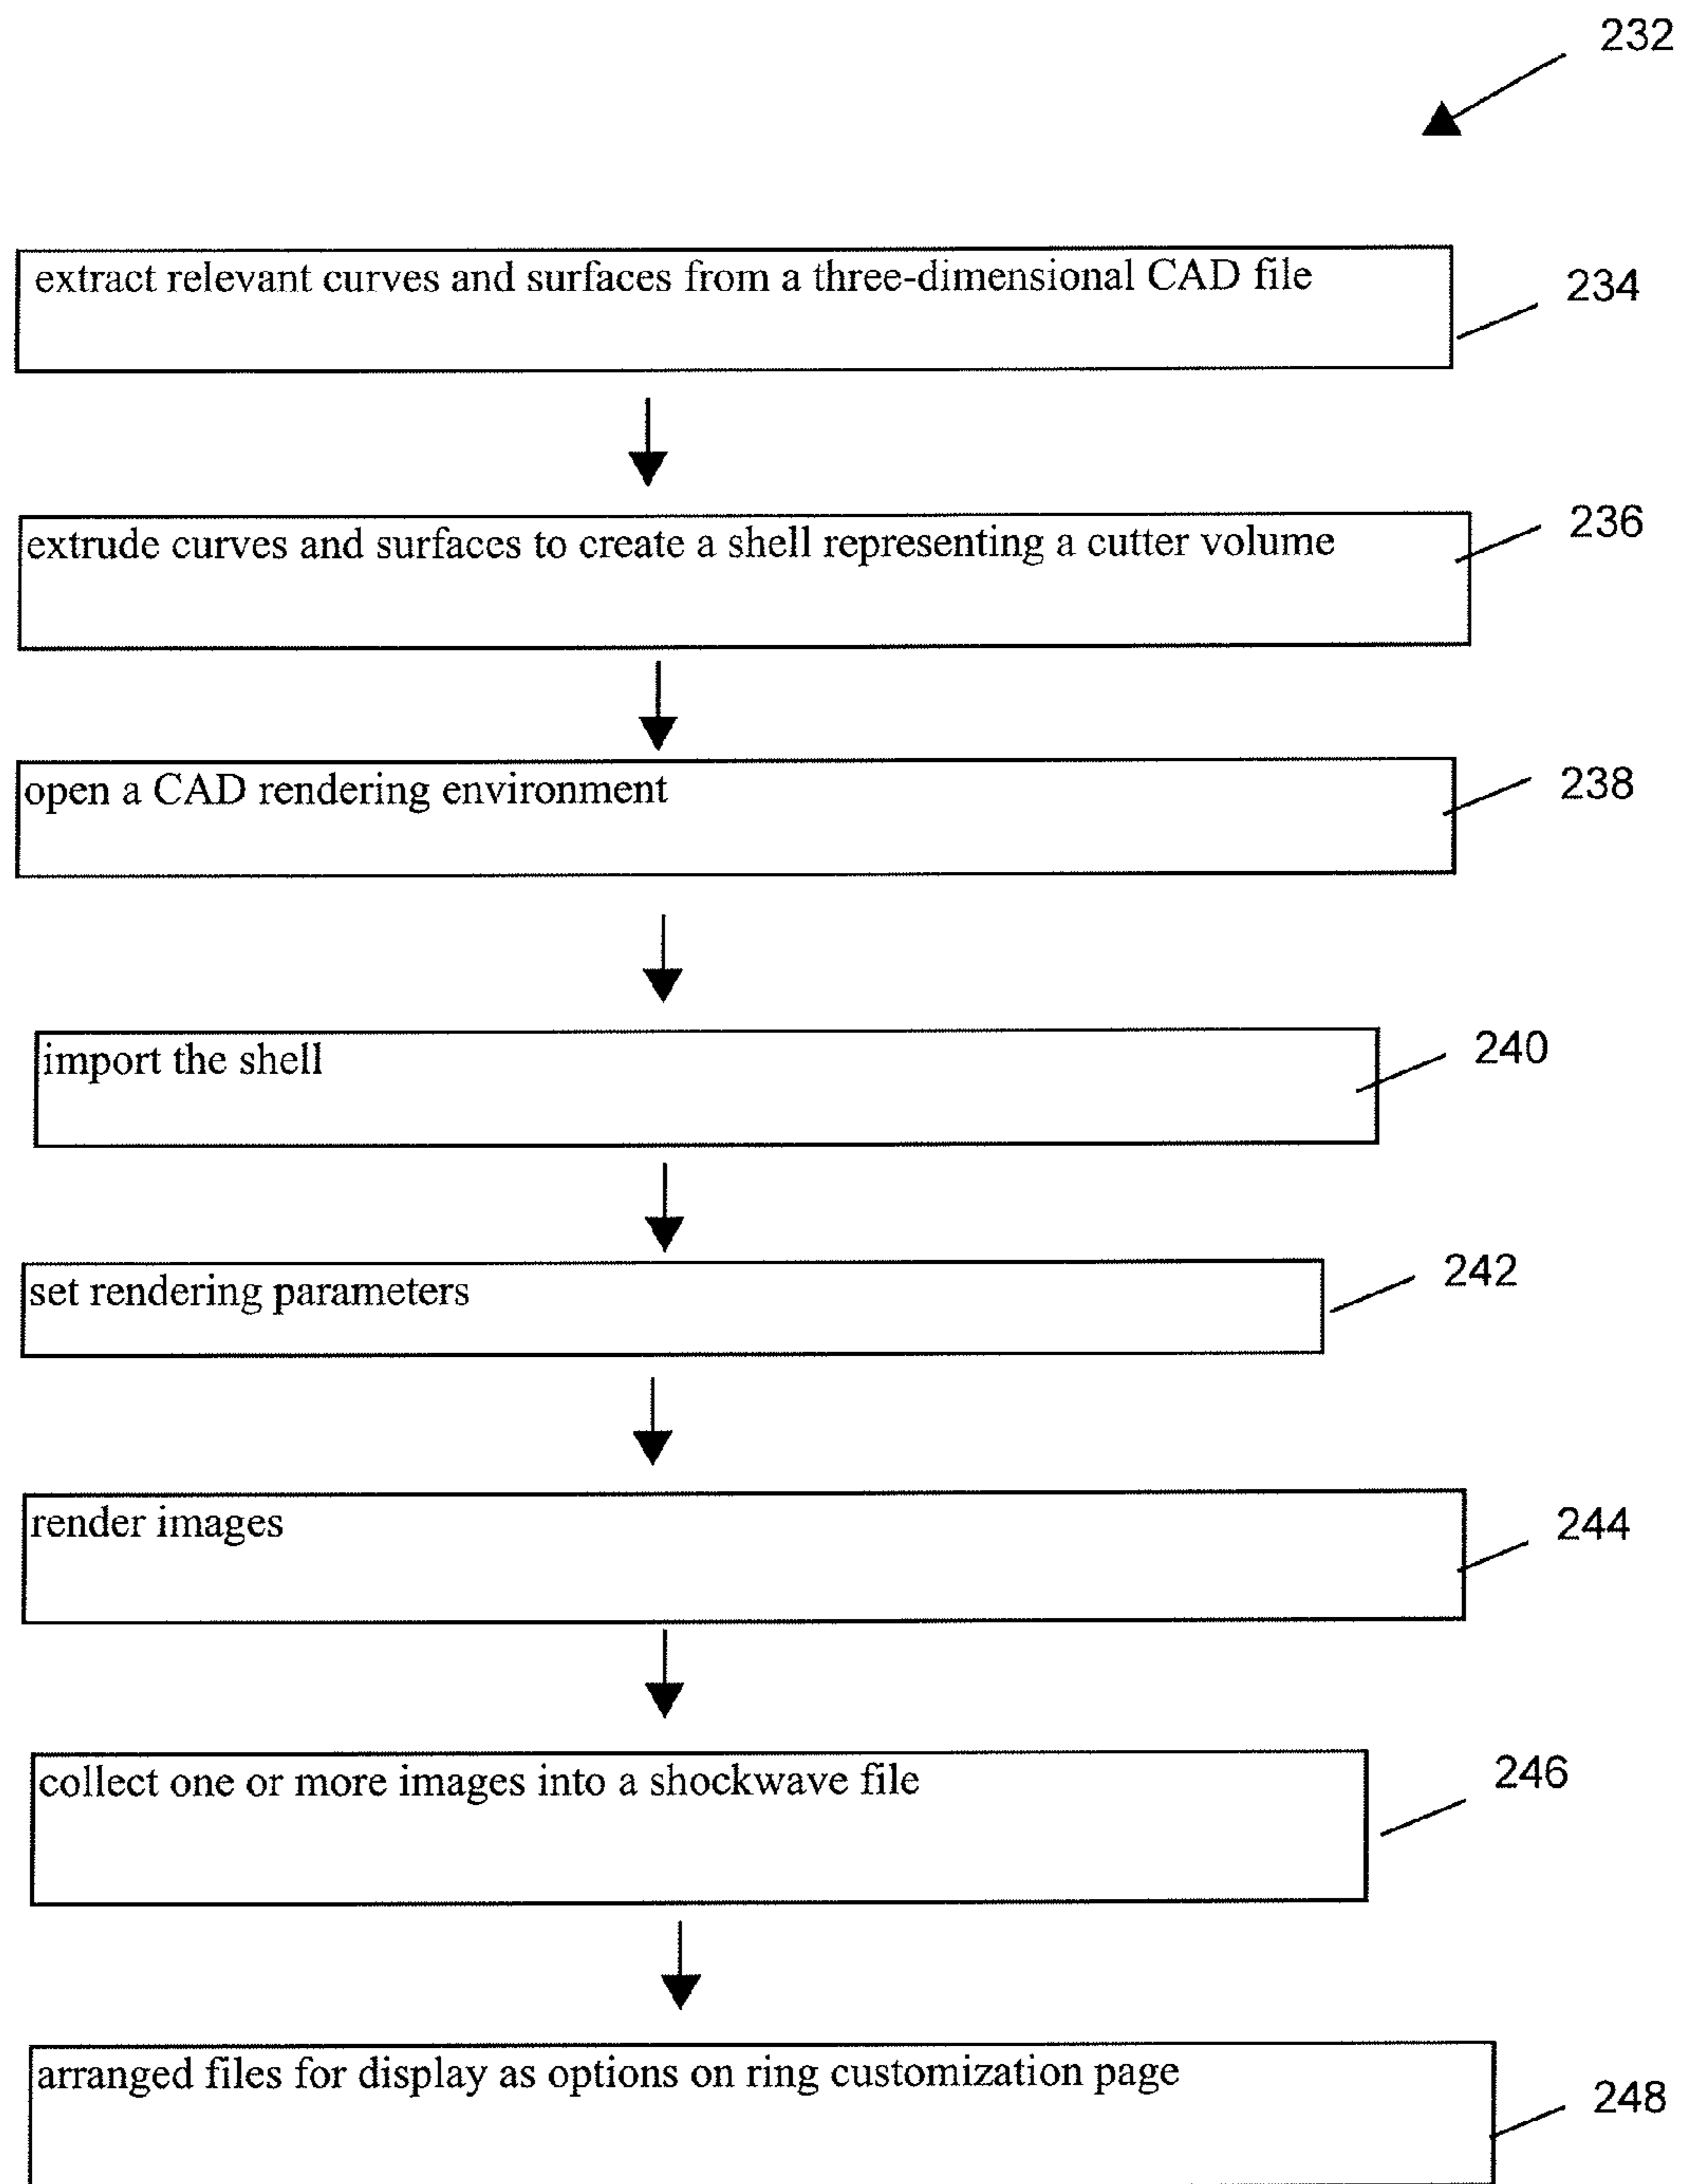 232
extract relevant curves and surfaces from a three-dimensional CAD file
234
extrude curves and surfaces to create a shell representing a cutter volume
236
open a CAD rendering environment
238
import the shell
240
set rendering parameters
242
render images
244
collect one or more images into a shockwave file
246
arranged files for display as options on ring customization page
248